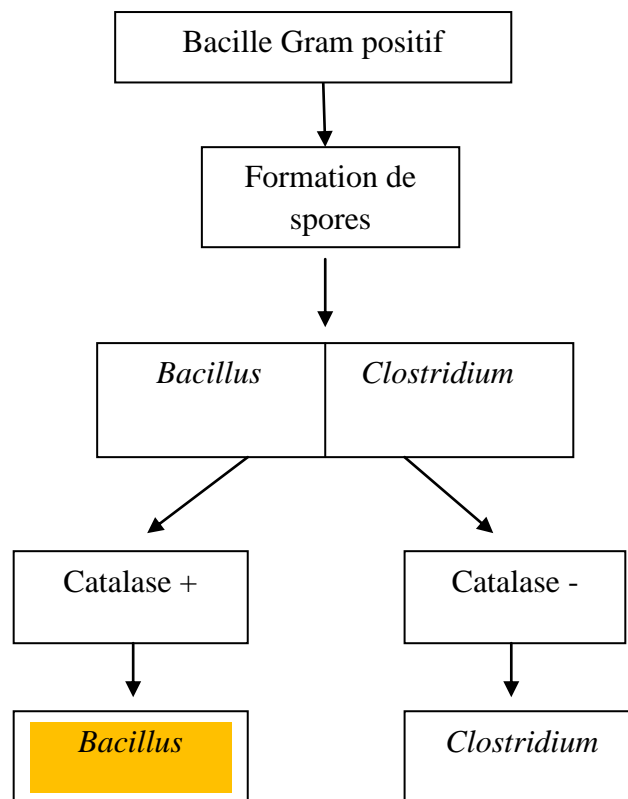 Bacille Gram positif
Formation de
spores
Bacillus
Clostridium
Catalase +
Catalase -
Bacillus
Clostridium